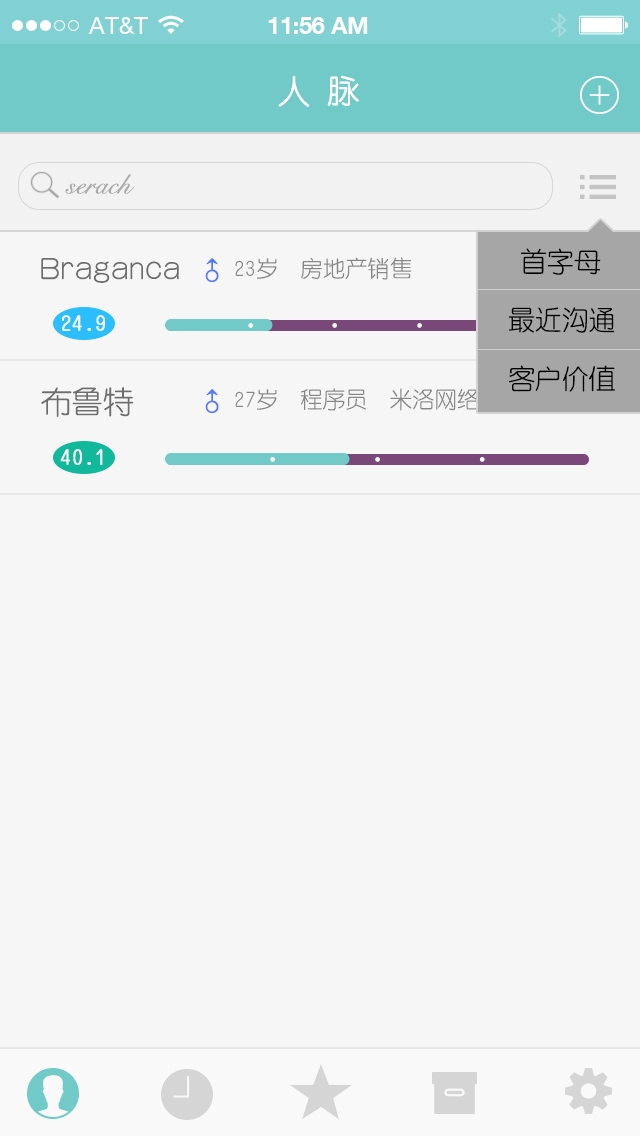 AT&T 11:56 AM
人 脉
serach
Braganca 23岁 房地产销售
24.9
首字母
最近沟通
客户价值
布鲁特 27岁 程序员 米洛网络
40.1